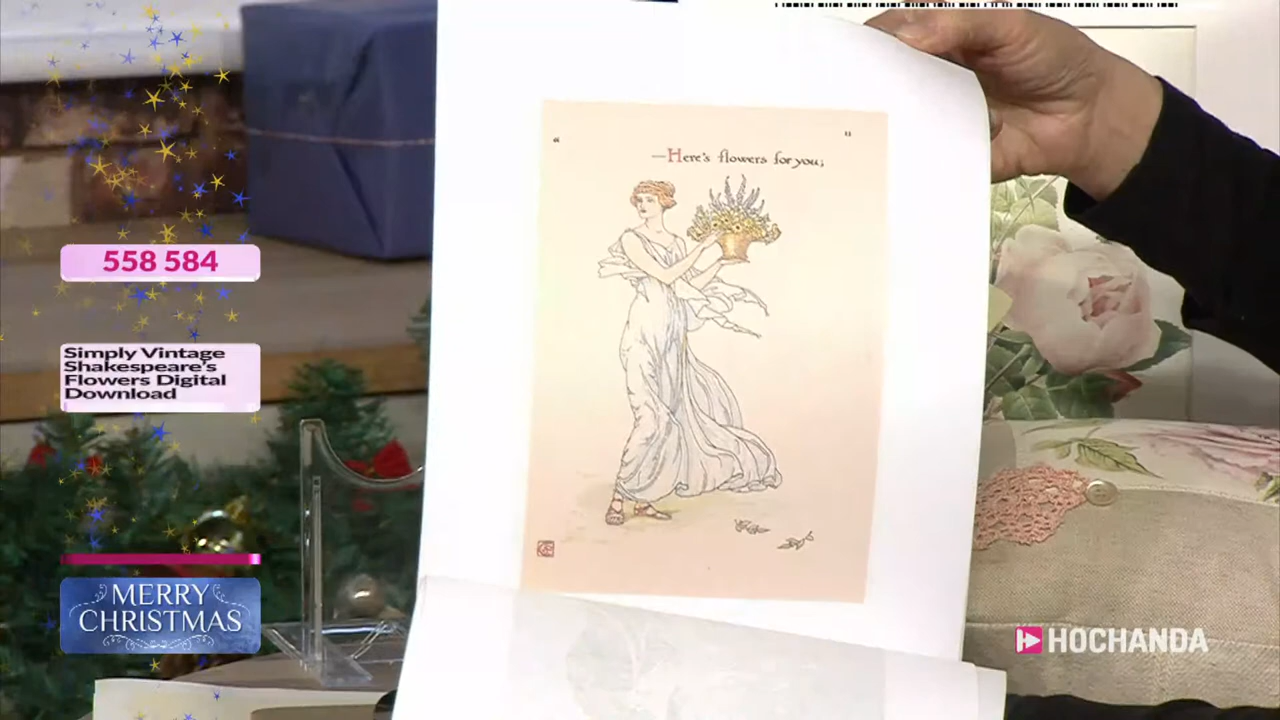 “ ”
—Here's flowers for you;
558 584
Simply Vintage
Shakespeare's
Flowers Digital
Download
MERRY
CHRISTMAS
HOCHANDA